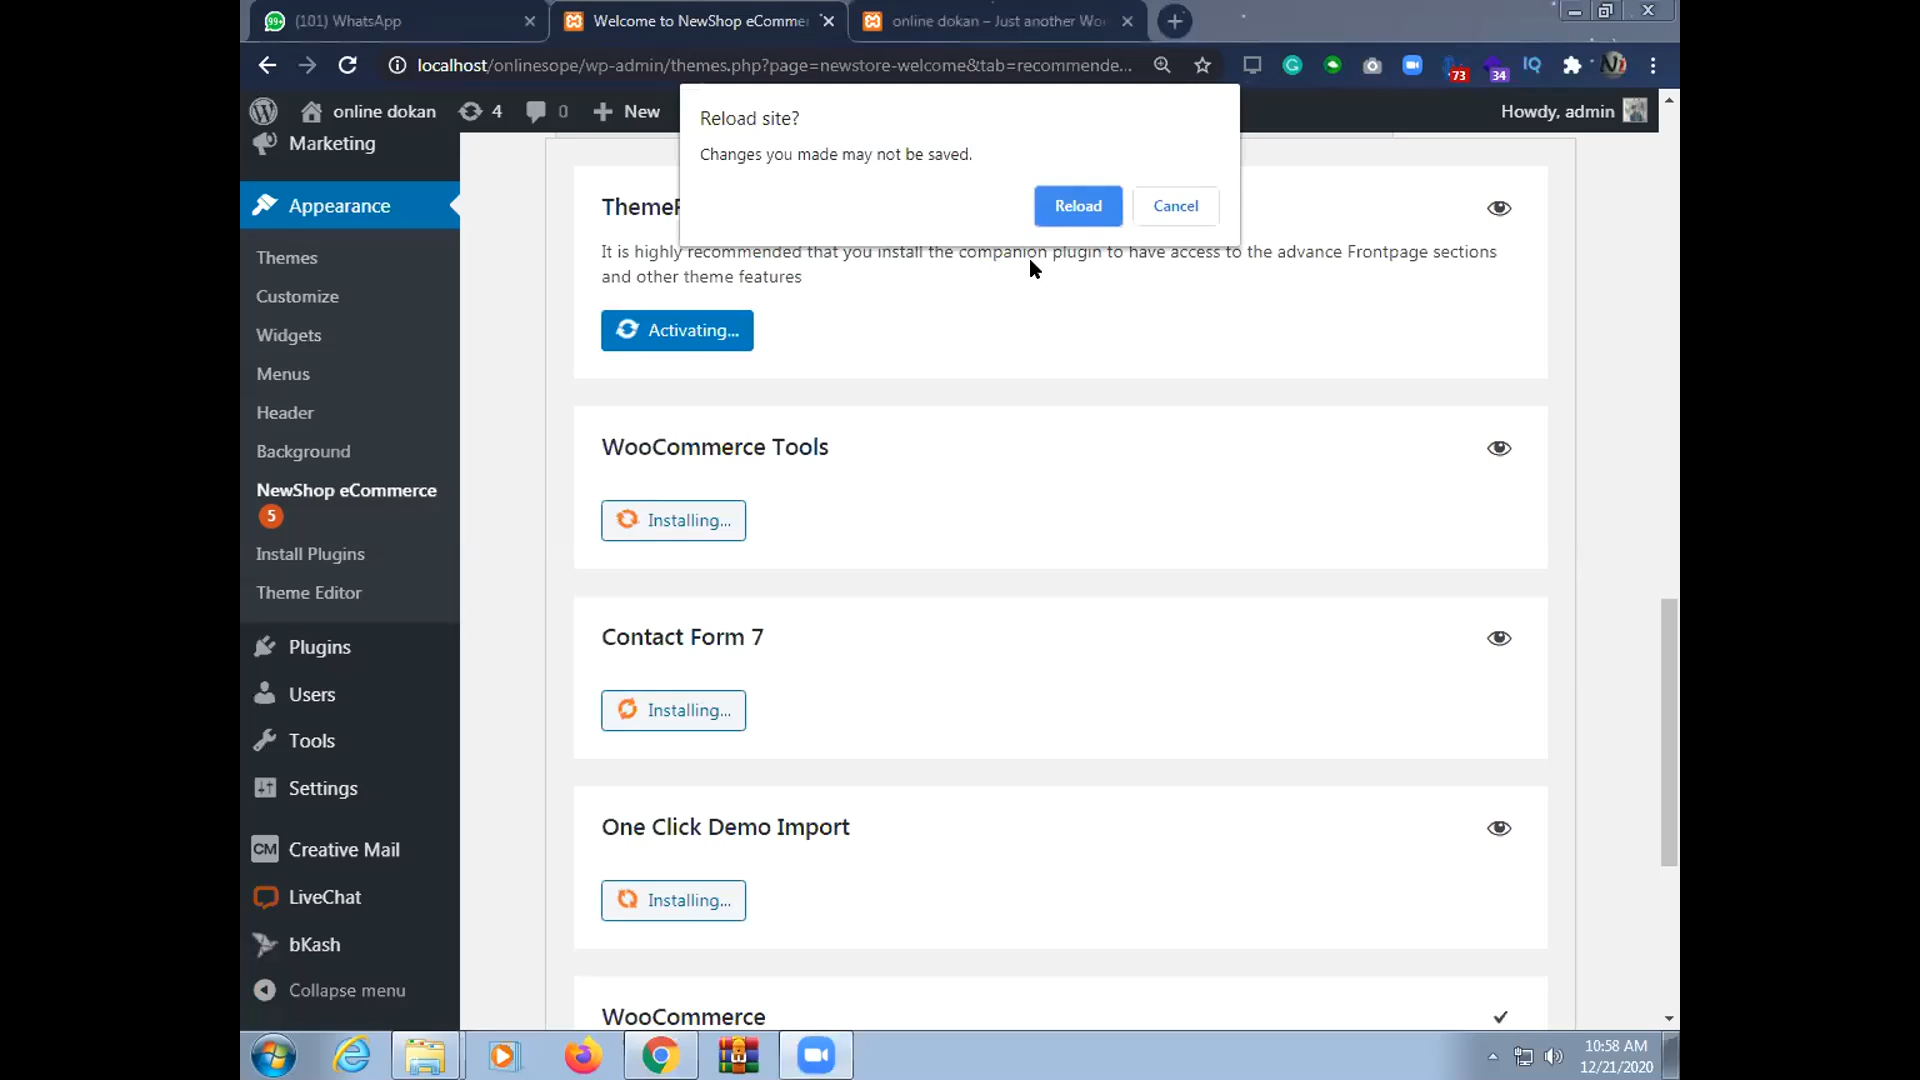 (101) WhatsApp
Welcome to NewShop eCommer
online dokan – Just another Wo
localhost/onlinesope/wp-admin/themes.php?page=newstore-welcome&tab=recommende...
73
34
IQ
online dokan
4
0
New
Howdy, admin
Reload site?
Changes you made may not be saved.
Reload
Cancel
Marketing
Appearance
Themes
Customize
Widgets
Menus
Header
Background
NewShop eCommerce
5
Install Plugins
Theme Editor
Plugins
Users
Tools
Settings
CM
Creative Mail
LiveChat
bKash
Collapse menu
It is highly recommended that you install the companion plugin to have access to the advance Frontpage sections
and other theme features
Activating...
WooCommerce Tools
Installing...
Contact Form 7
Installing...
One Click Demo Import
Installing...
WooCommerce
10:58 AM
12/21/2020